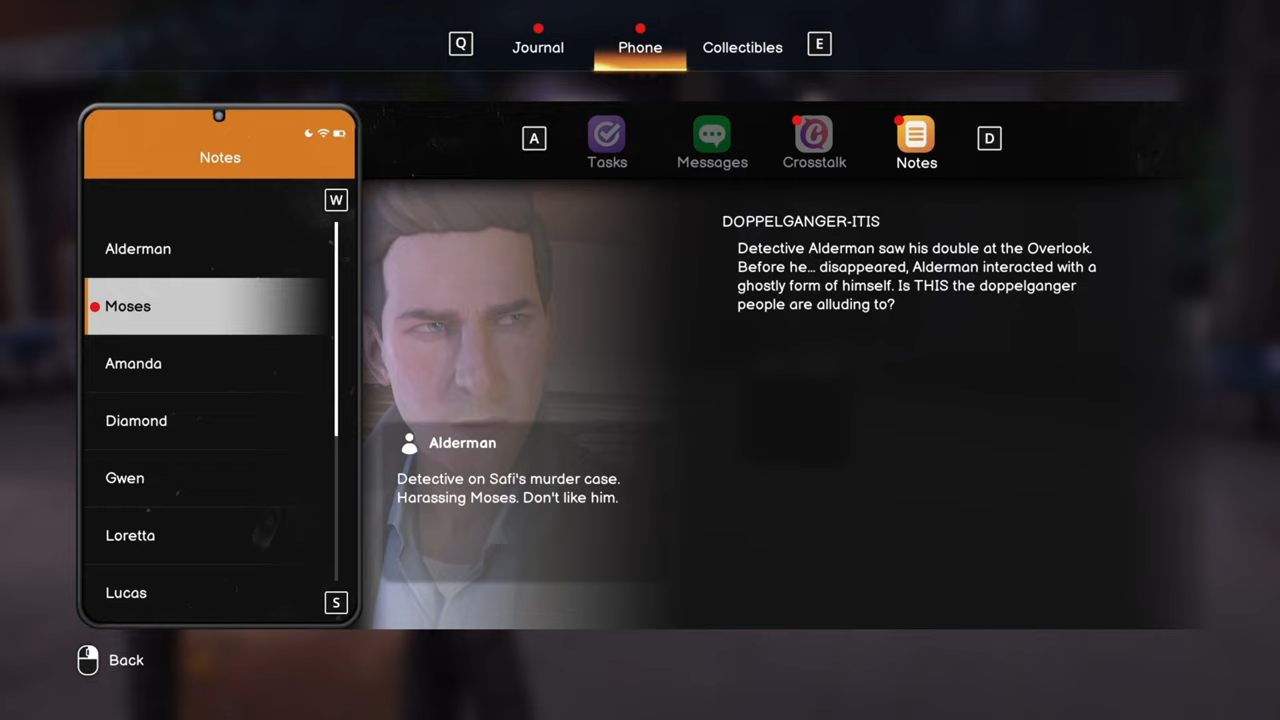 Q
Journal
Phone
Collectibles
E
Notes
W
Alderman
Moses
Amanda
Diamond
Gwen
Loretta
Lucas
S
A
Tasks
Messages
Crosstalk
Notes
D
Alderman
Detective on Safi's murder case.
Harassing Moses. Don't like him.
DOPPELGANGER-ITIS
Detective Alderman saw his double at the Overlook.
Before he... disappeared, Alderman interacted with a
ghostly form of himself. Is THIS the doppelganger
people are alluding to?
Back